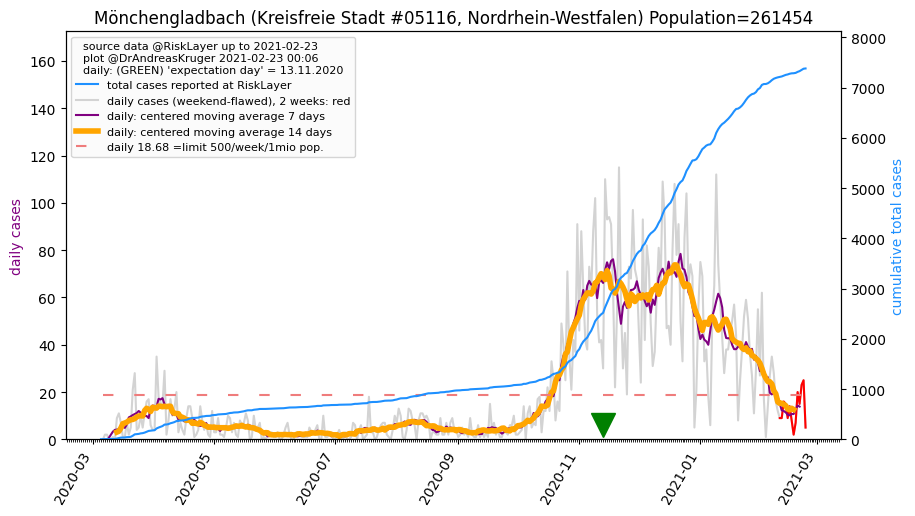 Mönchengladbach (Kreisfreie Stadt #05116, Nordrhein-Westfalen) Population=261454
source data @RiskLayer up to 2021-02-23
plot @DrAndreasKruger 2021-02-23 00:06
daily: (GREEN) 'expectation day' = 13.11.2020
total cases reported at RiskLayer
daily cases (weekend-flawed), 2 weeks: red
daily: centered moving average 7 days
daily: centered moving average 14 days
daily 18.68 =limit 500/week/1mio pop.
daily cases
160
140
120
100
80
60
40
20
0
8000
7000
6000
5000
4000
3000
2000
1000
0
cumulative total cases
2020-03
2020-05
2020-07
2020-09
2020-11
2021-01
2021-03